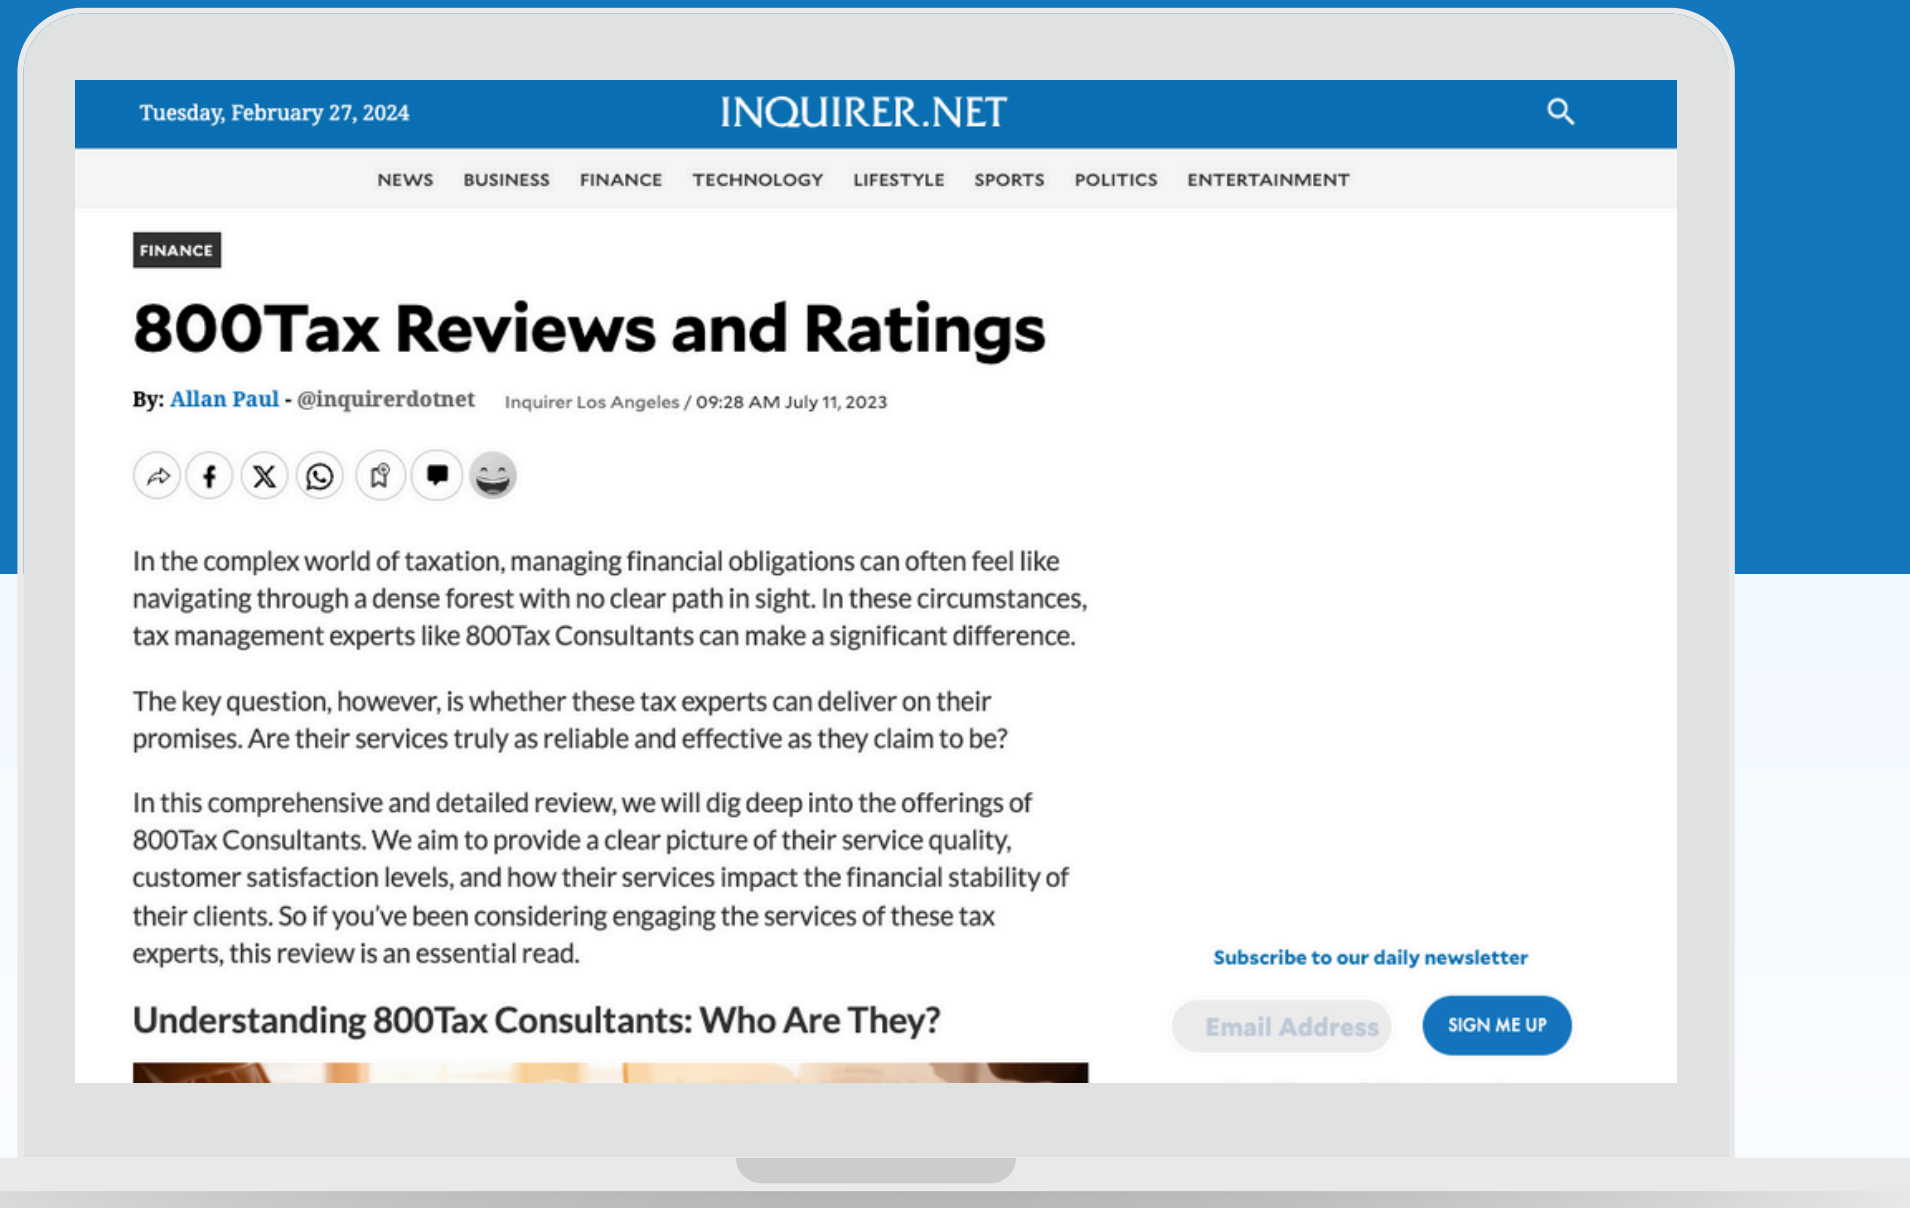 Tuesday, February 27, 2024
INQUIRER.NET
NEWS BUSINESS FINANCE TECHNOLOGY LIFESTYLE SPORTS POLITICS ENTERTAINMENT
FINANCE
800Tax Reviews and Ratings
By: Allan Paul - @inquirerdotnet Inquirer Los Angeles / 09:28 AM July 11, 2023
In the complex world of taxation, managing financial obligations can often feel like
navigating through a dense forest with no clear path in sight. In these circumstances,
tax management experts like 800Tax Consultants can make a significant difference.
The key question, however, is whether these tax experts can deliver on their
promises. Are their services truly as reliable and effective as they claim to be?
In this comprehensive and detailed review, we will dig deep into the offerings of
800Tax Consultants. We aim to provide a clear picture of their service quality,
customer satisfaction levels, and how their services impact the financial stability of
their clients. So if you've been considering engaging the services of these tax
experts, this review is an essential read.
Understanding 800Tax Consultants: Who Are They?
Subscribe to our daily newsletter
Email Address
SIGN ME UP